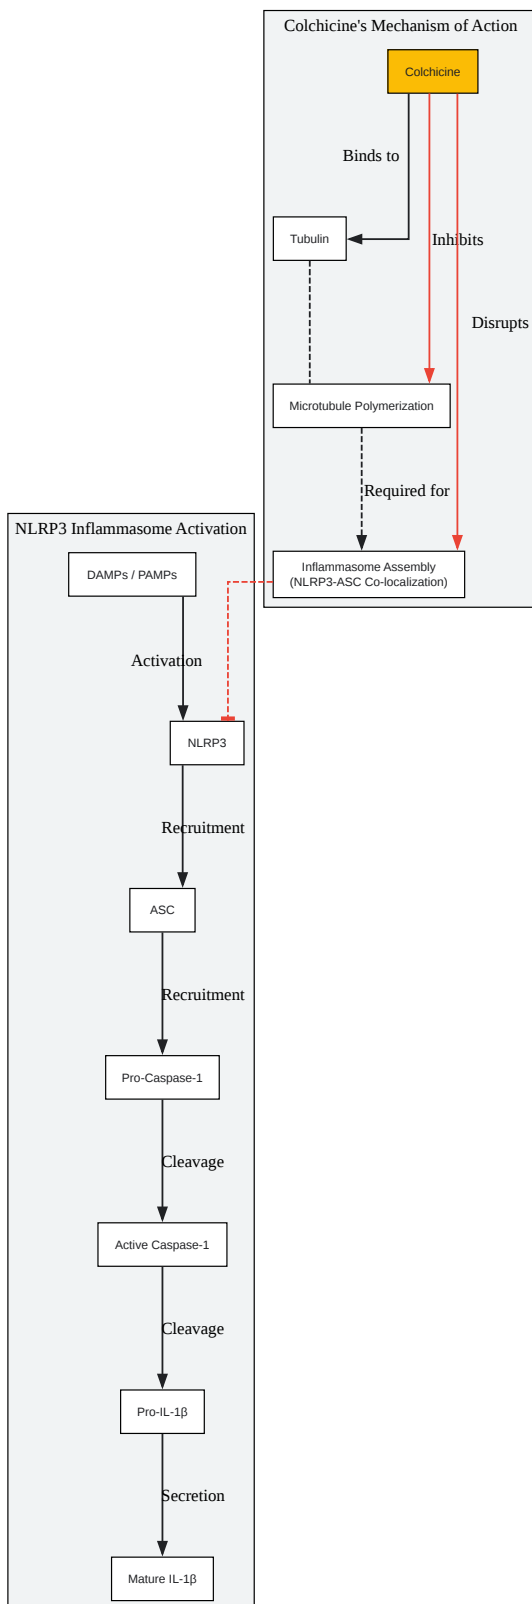 Colchicine's Mechanism of Action
Colchicine
Binds to
Tubulin
Inhibits
Disrupts
Microtubule Polymerization
Required for
Inflammasome Assembly
(NLRP3-ASC Co-localization)
NLRP3 Inflammasome Activation
DAMPs / PAMPs
Activation
NLRP3
Recruitment
ASC
Recruitment
Pro-Caspase-1
Cleavage
Active Caspase-1
Cleavage
Pro-IL-1β
Secretion
Mature IL-1β